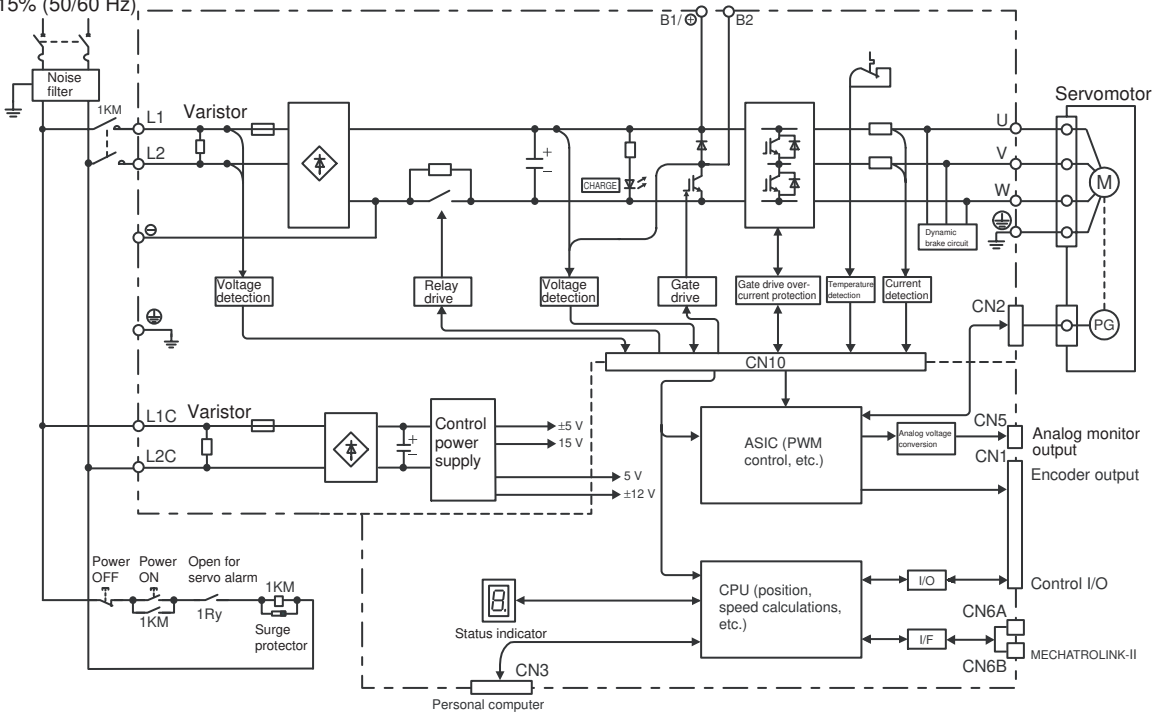 15% (50/60 Hz)
B1/⊕
B2
Noise
filter
1KM
L1
Varistor
L2
+
−
CHARGE
U
V
W
Servomotor
M
Dynamic
brake circuit
⊖
Voltage
detection
Relay
drive
Voltage
detection
Gate
drive
Gate drive over-
current protection
Temperature
detection
Current
detection
CN2
PG
CN10
L1C
Varistor
L2C
+
−
Control
power
supply
±5 V
15 V
5 V
±12 V
ASIC (PWM
control, etc.)
Analog voltage
conversion
CN5
Analog monitor
output
CN1
Encoder output
Power
OFF
Power
ON
Open for
servo alarm
1KM
1KM
1Ry
Surge
protector
8.
Status indicator
CPU (position,
speed calculations,
etc.)
I/O
Control I/O
CN6A
I/F
CN6B
MECHATROLINK-II
CN3
Personal computer